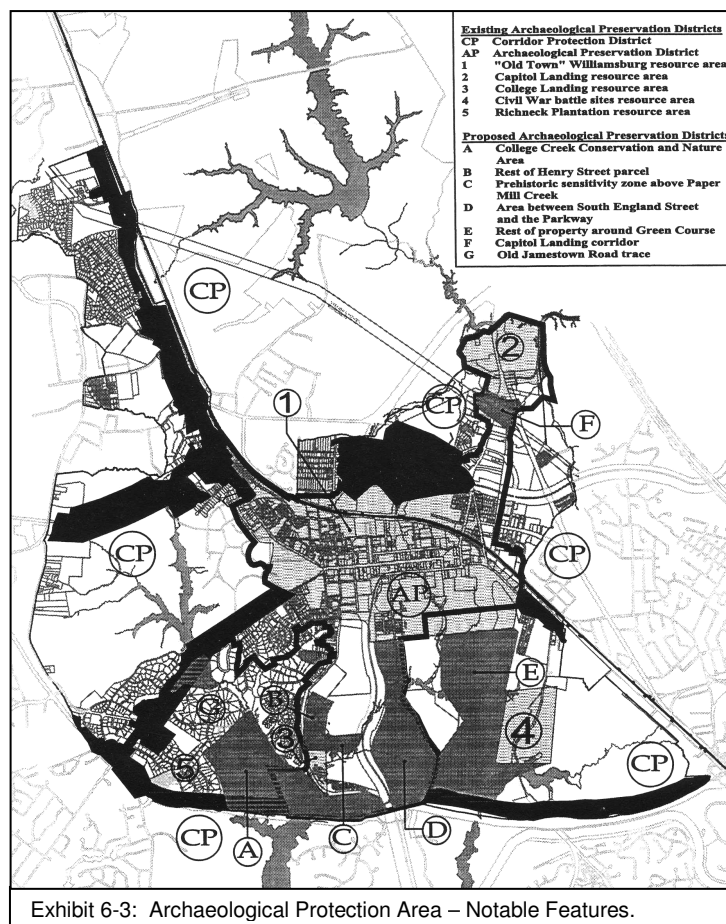 Existing Archaeological Preservation Districts
CP Corridor Protection District
AP Archaeological Preservation District
1 "Old Town" Williamsburg resource area
2 Capitol Landing resource area
3 College Landing resource area
4 Civil War battle sites resource area
5 Richneck Plantation resource area
Proposed Archaeological Preservation Districts
A College Creek Conservation and Nature
Area
B Rest of Henry Street parcel
C Prehistoric sensitivity zone above Paper
Mill Creek
D Area between South England Street
and the Parkway
E Rest of property around Green Course
F Capitol Landing corridor
G Old Jamestown Road trace
CP
2
1
CP
F
CP
CP
AP
E
G
B
3
4
5
CP
CP
A
C
D
Exhibit 6-3: Archaeological Protection Area – Notable Features.